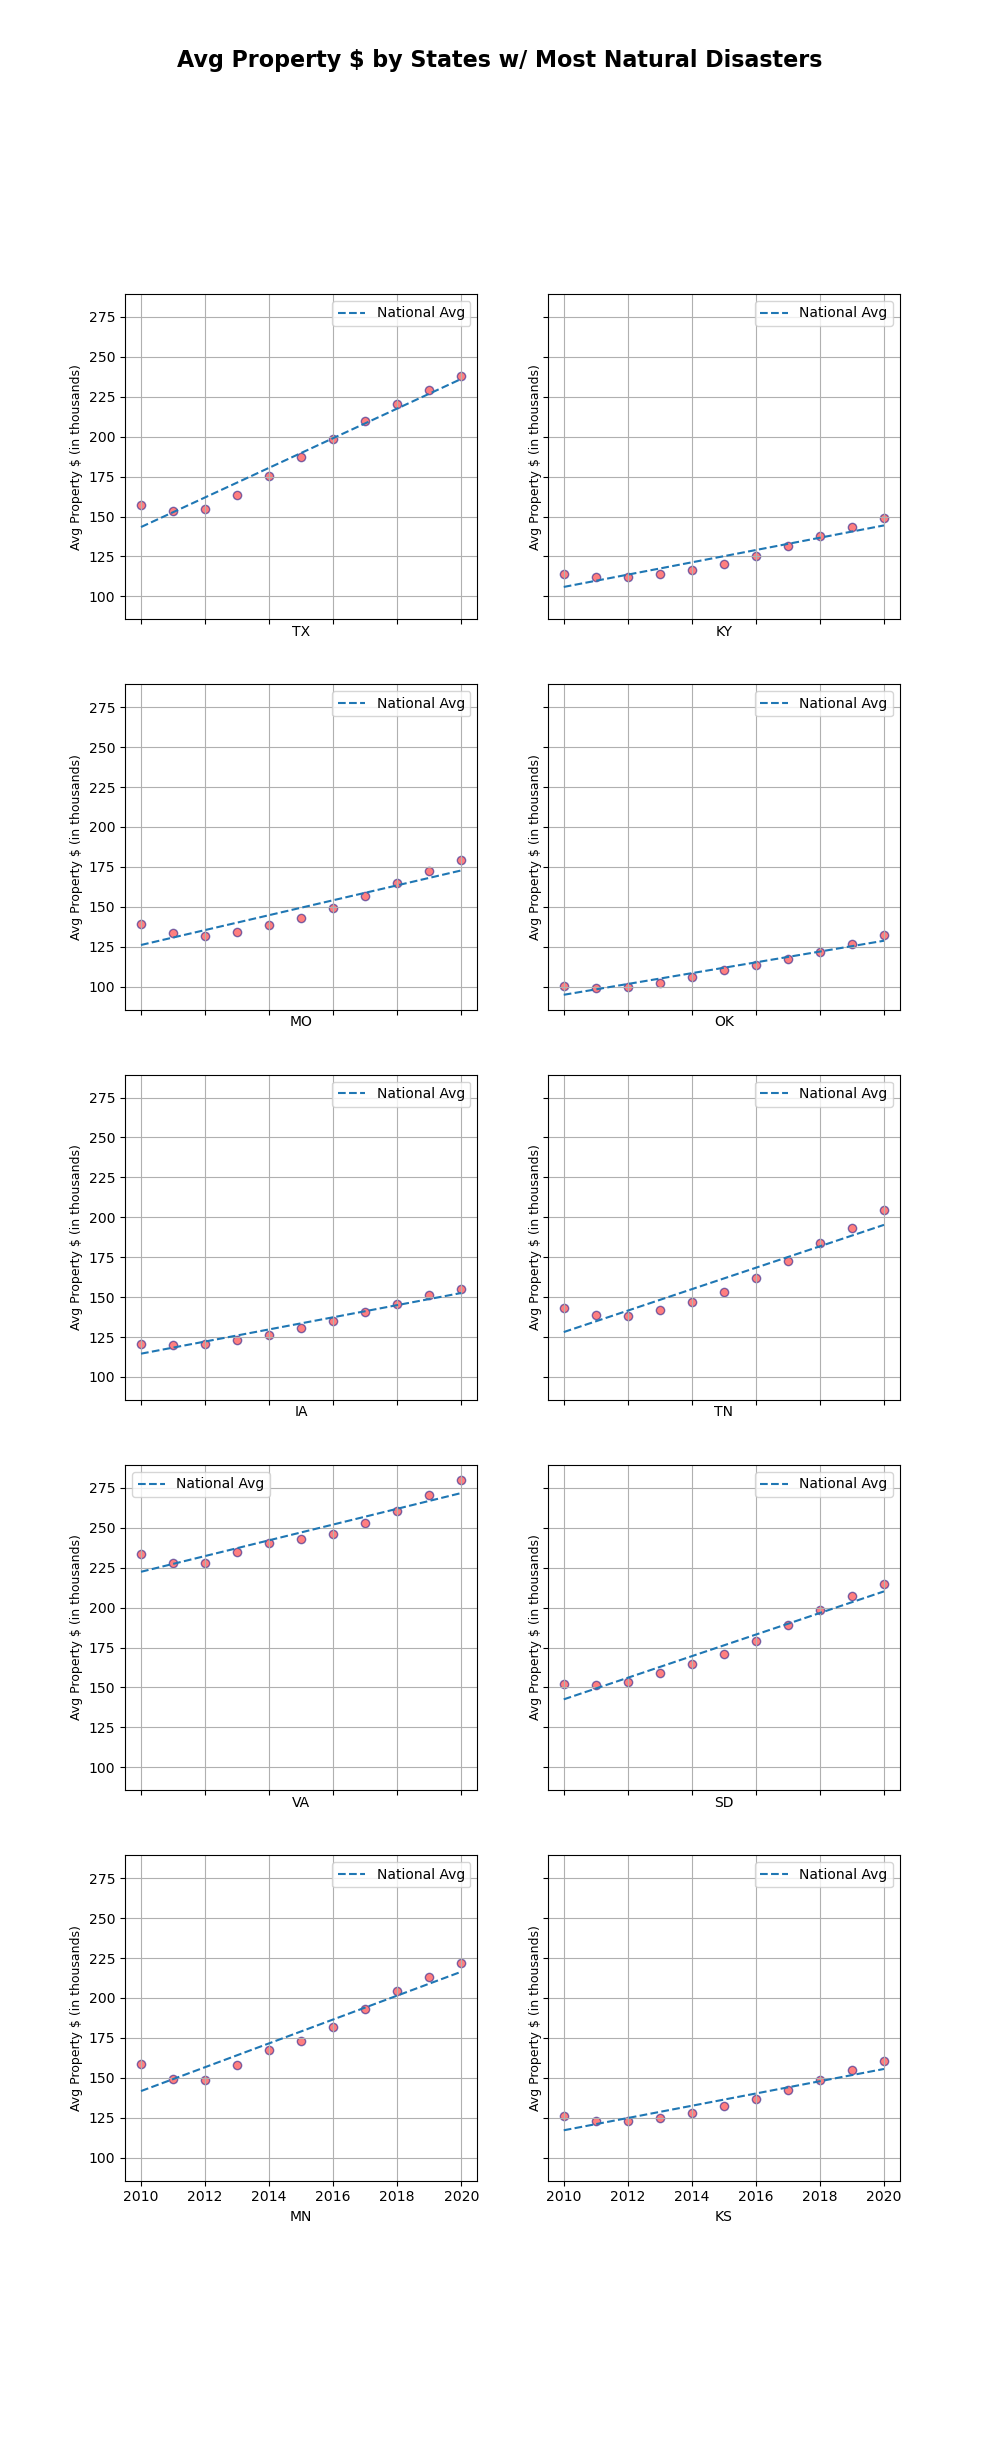 Avg Property $ by States w/ Most Natural Disasters
National Avg
275
250
225
200
175
150
125
100
Avg Property $ (in thousands)
TX
National Avg
Avg Property $ (in thousands)
KY
National Avg
275
250
225
200
175
150
125
100
Avg Property $ (in thousands)
MO
National Avg
Avg Property $ (in thousands)
OK
National Avg
275
250
225
200
175
150
125
100
Avg Property $ (in thousands)
IA
National Avg
Avg Property $ (in thousands)
TN
National Avg
275
250
225
200
175
150
125
100
Avg Property $ (in thousands)
VA
National Avg
Avg Property $ (in thousands)
SD
National Avg
275
250
225
200
175
150
125
100
Avg Property $ (in thousands)
2010 2012 2014 2016 2018 2020
MN
National Avg
Avg Property $ (in thousands)
2010 2012 2014 2016 2018 2020
KS